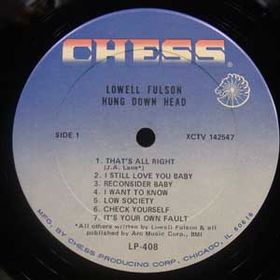 CHESS
LOWELL FULSON
HUNG DOWN HEAD
SIDE 1
XCTV 142547
1. THAT'S ALL RIGHT
(J.A. Lane*)
2. I STILL LOVE YOU BABY
3. RECONSIDER BABY
4. I WANT TO KNOW
5. LOW SOCIETY
6. CHECK YOURSELF
7. IT'S YOUR OWN FAULT
*All others written by Lowell Fulson & all
published by Arc Music Corp., BMI
LP-408
MFG. BY CHESS PRODUCING CORP., CHICAGO, ILL. 60616